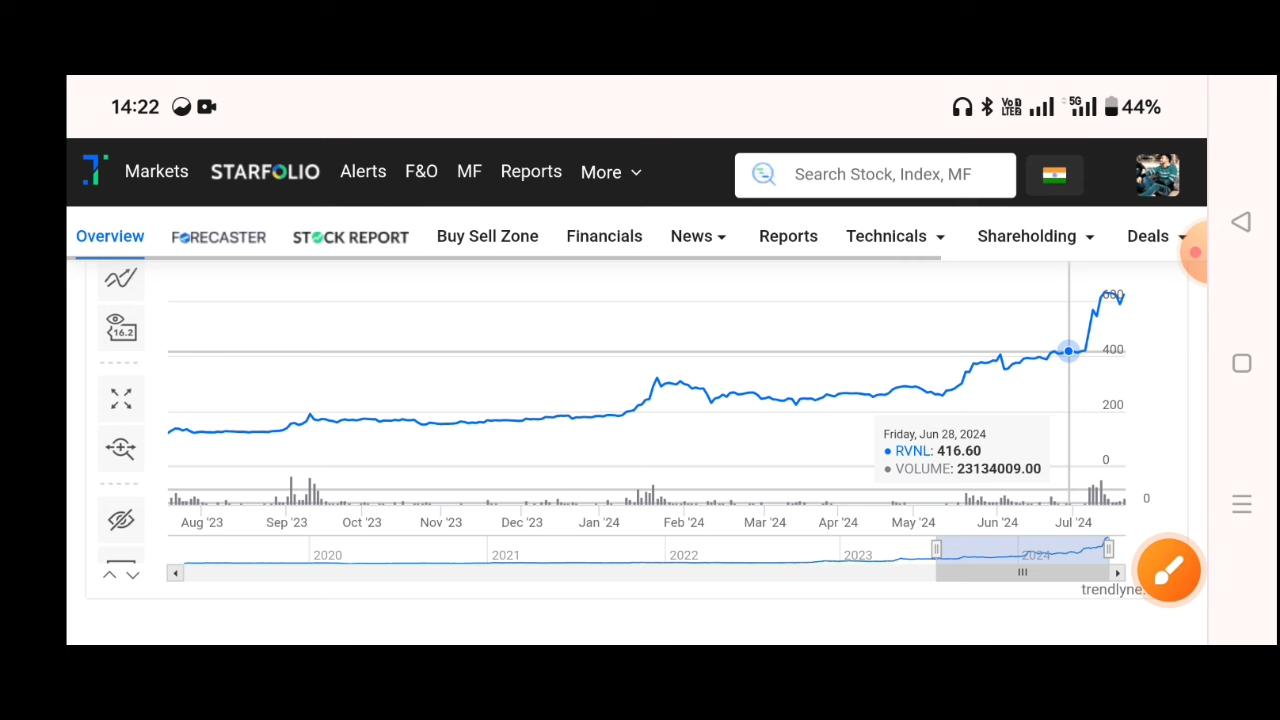 14:22 Vo LTE 5G 44%
Markets STARFOLIO Alerts F&O MF Reports More Search Stock, Index, MF
Overview FORECASTER STOCK REPORT Buy Sell Zone Financials News Reports Technicals Shareholding Deals
16.2
600
400
200
0
Friday, Jun 28, 2024
RVNL: 416.60
VOLUME: 23134009.00
0
Aug '23 Sep '23 Oct '23 Nov '23 Dec '23 Jan '24 Feb '24 Mar '24 Apr '24 May '24 Jun '24 Jul '24
2020 2021 2022 2023 2024
trendlyne.